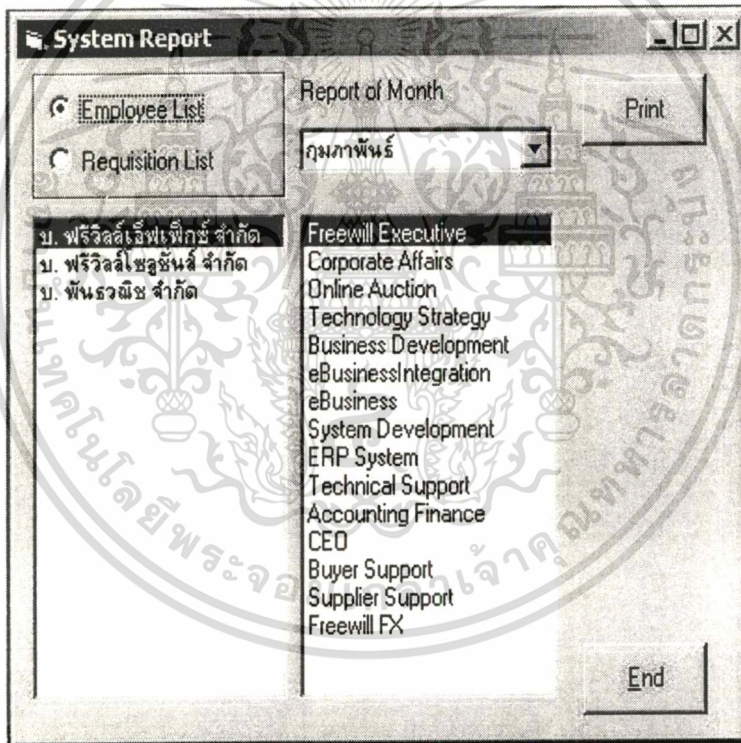 System Report
Employee List
Requisition List
Report of Month
กุมภาพันธ์
Print
บ. ฟรีวิลล์เอ็ฟเฟ็กซ์ จำกัด
บ. ฟรีวิลล์โซลูชันส์ จำกัด
บ. พันธวณิช จำกัด
Freewill Executive
Corporate Affairs
Online Auction
Technology Strategy
Business Development
eBusinessIntegration
eBusiness
System Development
ERP System
Technical Support
Accounting Finance
CEO
Buyer Support
Supplier Support
Freewill FX
End